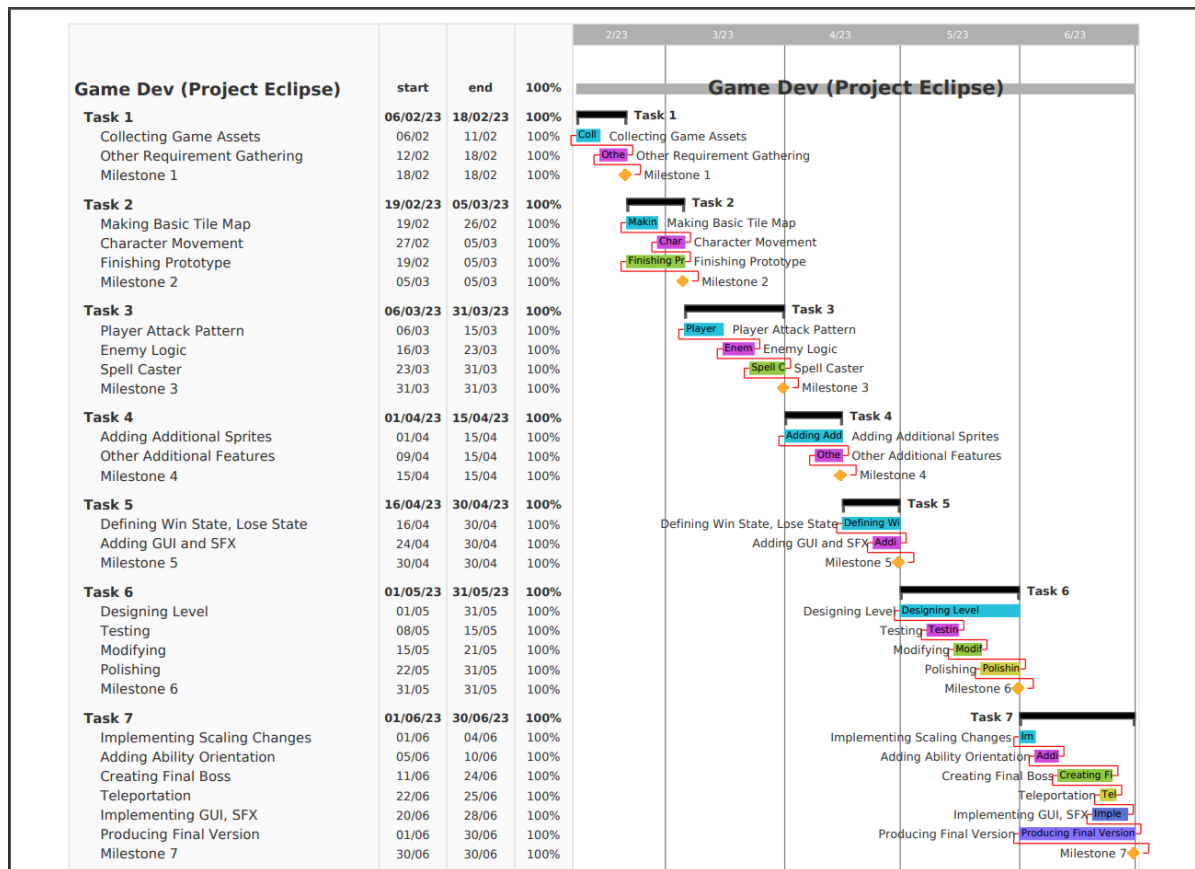 2/23 3/23 4/23 5/23 6/23
Game Dev (Project Eclipse) start end 100% Game Dev (Project Eclipse)
Task 1 06/02/23 18/02/23 100% Task 1
Collecting Game Assets 06/02 11/02 100% Coll Collecting Game Assets
Other Requirement Gathering 12/02 18/02 100% Othe Other Requirement Gathering
Milestone 1 18/02 18/02 100% Milestone 1
Task 2 19/02/23 05/03/23 100% Task 2
Making Basic Tile Map 19/02 26/02 100% Makin Making Basic Tile Map
Character Movement 27/02 05/03 100% Char Character Movement
Finishing Prototype 19/02 05/03 100% Finishing Pr Finishing Prototype
Milestone 2 05/03 05/03 100% Milestone 2
Task 3 06/03/23 31/03/23 100% Task 3
Player Attack Pattern 06/03 15/03 100% Player Player Attack Pattern
Enemy Logic 16/03 23/03 100% Enem Enemy Logic
Spell Caster 23/03 31/03 100% Spell C Spell Caster
Milestone 3 31/03 31/03 100% Milestone 3
Task 4 01/04/23 15/04/23 100% Task 4
Adding Additional Sprites 01/04 15/04 100% Adding Add Adding Additional Sprites
Other Additional Features 09/04 15/04 100% Othe Other Additional Features
Milestone 4 15/04 15/04 100% Milestone 4
Task 5 16/04/23 30/04/23 100% Task 5
Defining Win State, Lose State 16/04 30/04 100% Defining Win State, Lose State Defining Wi
Adding GUI and SFX 24/04 30/04 100% Adding GUI and SFX Addi
Milestone 5 30/04 30/04 100% Milestone 5
Task 6 01/05/23 31/05/23 100% Task 6
Designing Level 01/05 31/05 100% Designing Level Designing Level
Testing 08/05 15/05 100% Testing Testin
Modifying 15/05 21/05 100% Modifying Modif
Polishing 22/05 31/05 100% Polishing Polishin
Milestone 6 31/05 31/05 100% Milestone 6
Task 7 01/06/23 30/06/23 100% Task 7
Implementing Scaling Changes 01/06 04/06 100% Implementing Scaling Changes Im
Adding Ability Orientation 05/06 10/06 100% Adding Ability Orientation Addi
Creating Final Boss 11/06 24/06 100% Creating Final Boss Creating Fi
Teleportation 22/06 25/06 100% Teleportation Tel
Implementing GUI, SFX 20/06 28/06 100% Implementing GUI, SFX Imple
Producing Final Version 01/06 30/06 100% Producing Final Version Producing Final Version
Milestone 7 30/06 30/06 100% Milestone 7